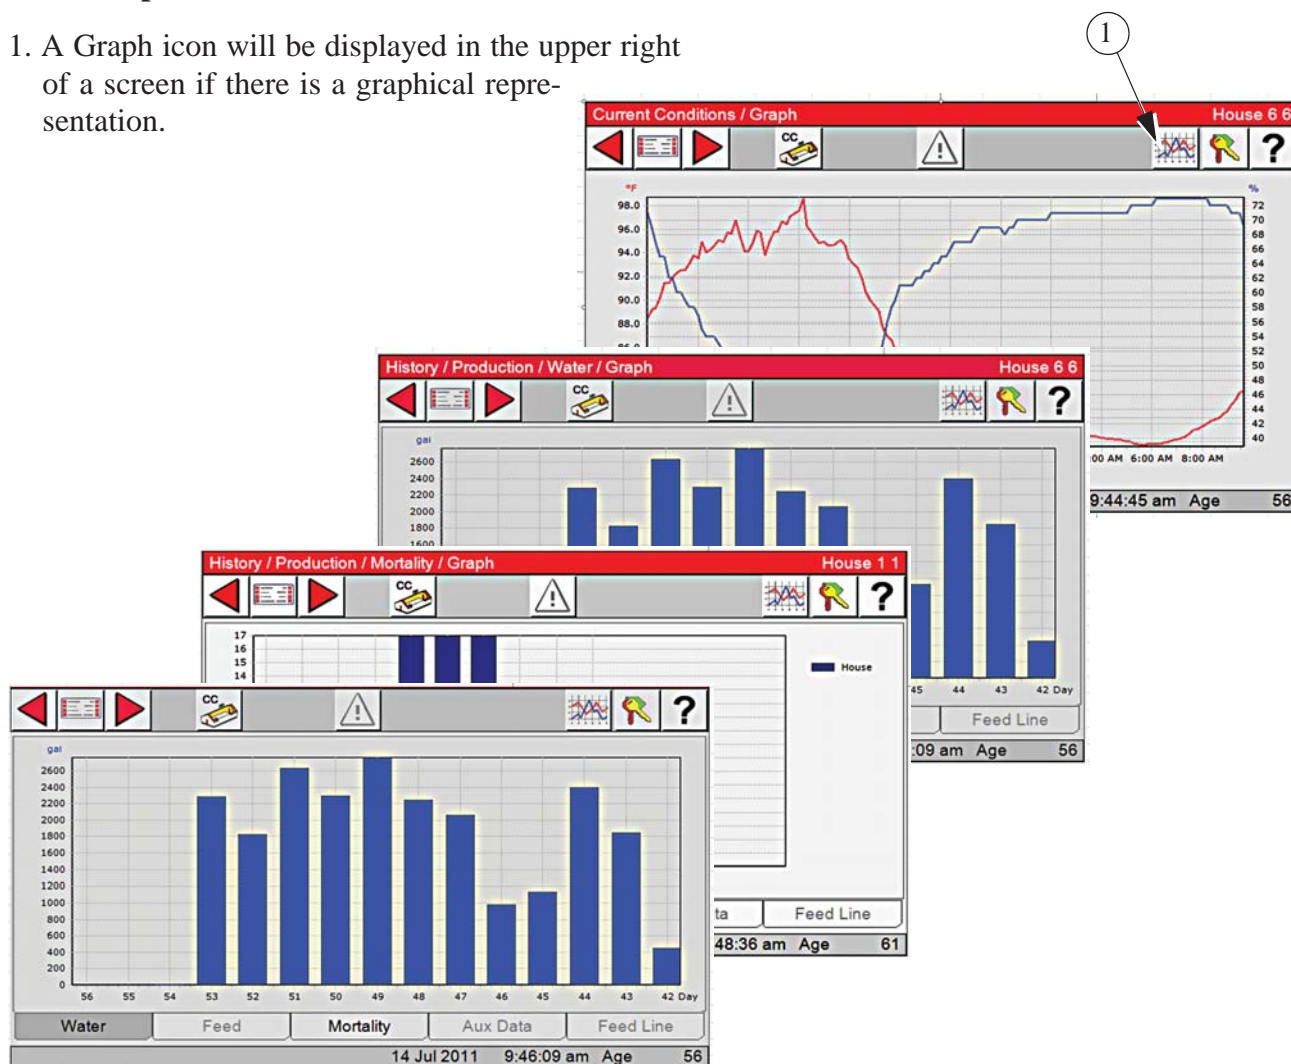 1. A Graph icon will be displayed in the upper right
of a screen if there is a graphical repre-
sentation.
1
Current Conditions / Graph House 6 6
CC
?
°F %
98.0
96.0
94.0
92.0
90.0
88.0
72
70
68
66
64
62
60
58
56
54
52
50
48
46
44
42
40
:00 AM 6:00 AM 8:00 AM
9:44:45 am Age 56
History / Production / Water / Graph House 6 6
CC
?
gal
2600
2400
2200
2000
1800
1600
45 44 43 42 Day
Feed Line
:09 am Age 56
History / Production / Mortality / Graph House 1 1
CC
?
17
16
15
14
House
ta Feed Line
48:36 am Age 61
CC
?
gal
2600
2400
2200
2000
1800
1600
1400
1200
1000
800
600
400
200
0
56 55 54 53 52 51 50 49 48 47 46 45 44 43 42 Day
Water Feed Mortality Aux Data Feed Line
14 Jul 2011 9:46:09 am Age 56